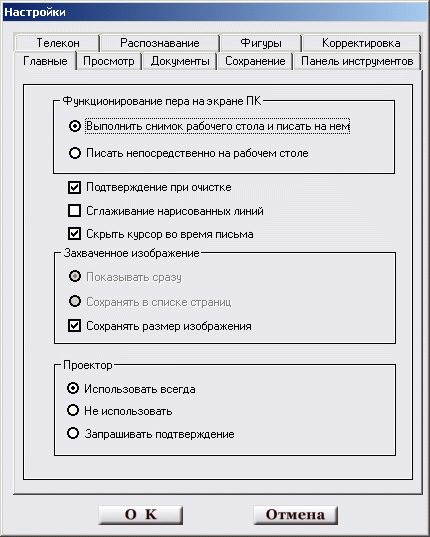 Настройки
Телекон Распознавание Фигуры Корректировка
Главные Просмотр Документы Сохранение Панель инструментов
Функционирование пера на экране ПК
Выполнить снимок рабочего стола и писать на нем
Писать непосредственно на рабочем столе
Подтверждение при очистке
Сглаживание нарисованных линий
Скрыть курсор во время письма
Захваченное изображение
Показывать сразу
Сохранять в списке страниц
Сохранять размер изображения
Проектор
Использовать всегда
Не использовать
Запрашивать подтверждение
О К Отмена